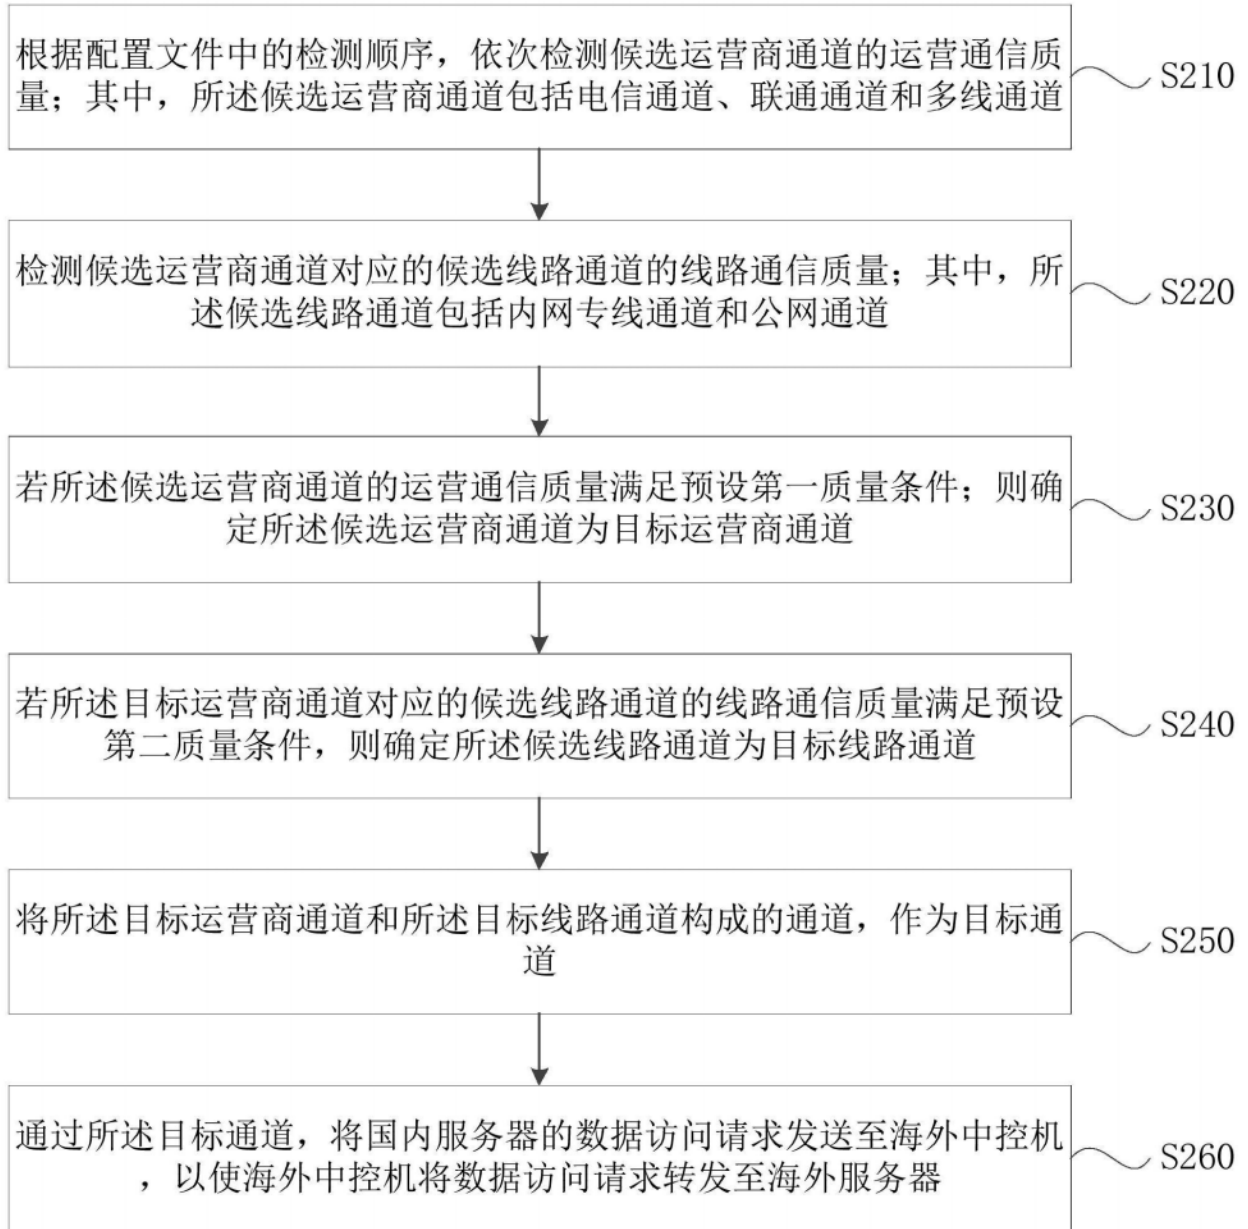 根据配置文件中的检测顺序，依次检测候选运营商通道的运营通信质
量；其中，所述候选运营商通道包括电信通道、联通通道和多线通道
S210
检测候选运营商通道对应的候选线路通道的线路通信质量；其中，所
述候选线路通道包括内网专线通道和公网通道
S220
若所述候选运营商通道的运营通信质量满足预设第一质量条件；则确
定所述候选运营商通道为目标运营商通道
S230
若所述目标运营商通道对应的候选线路通道的线路通信质量满足预设
第二质量条件，则确定所述候选线路通道为目标线路通道
S240
将所述目标运营商通道和所述目标线路通道构成的通道，作为目标通
道
S250
通过所述目标通道，将国内服务器的数据访问请求发送至海外中控机
，以使海外中控机将数据访问请求转发至海外服务器
S260